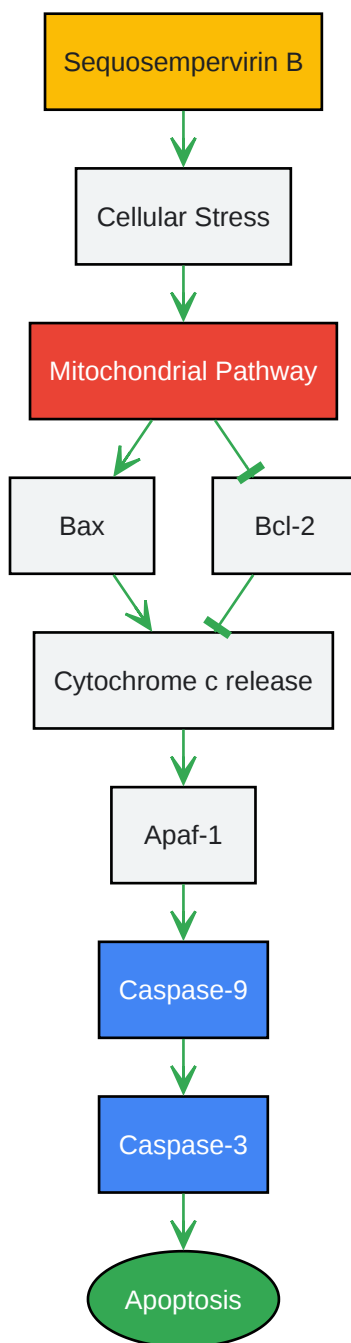 Sequosempervirin B
Cellular Stress
Mitochondrial Pathway
Bax
Bcl-2
Cytochrome c release
Apaf-1
Caspase-9
Caspase-3
Apoptosis